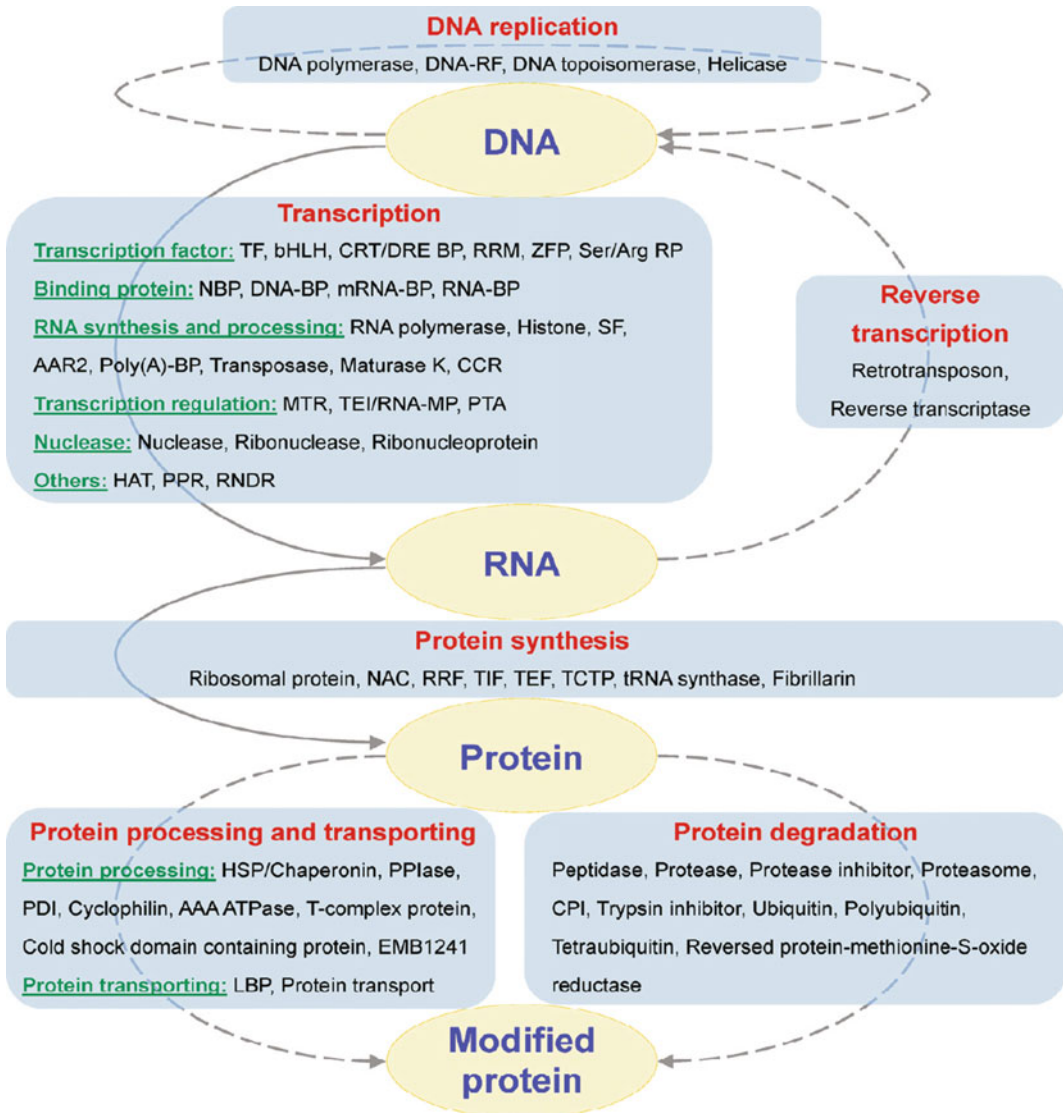 DNA replication
DNA polymerase, DNA-RF, DNA topoisomerase, Helicase
DNA
Transcription
Transcription factor: TF, bHLH, CRT/DRE BP, RRM, ZFP, Ser/Arg RP
Binding protein: NBP, DNA-BP, mRNA-BP, RNA-BP
RNA synthesis and processing: RNA polymerase, Histone, SF,
AAR2, Poly(A)-BP, Transposase, Maturase K, CCR
Transcription regulation: MTR, TEI/RNA-MP, PTA
Nuclease: Nuclease, Ribonuclease, Ribonucleoprotein
Others: HAT, PPR, RNDR
Reverse
transcription
Retrotransposon,
Reverse transcriptase
RNA
Protein synthesis
Ribosomal protein, NAC, RRF, TIF, TEF, TCTP, tRNA synthase, Fibrillarin
Protein
Protein processing and transporting
Protein processing: HSP/Chaperonin, PPIase,
PDI, Cyclophilin, AAA ATPase, T-complex protein,
Cold shock domain containing protein, EMB1241
Protein transporting: LBP, Protein transport
Protein degradation
Peptidase, Protease, Protease inhibitor, Proteasome,
CPI, Trypsin inhibitor, Ubiquitin, Polyubiquitin,
Tetraubiquitin, Reversed protein-methionine-S-oxide
reductase
Modified
protein